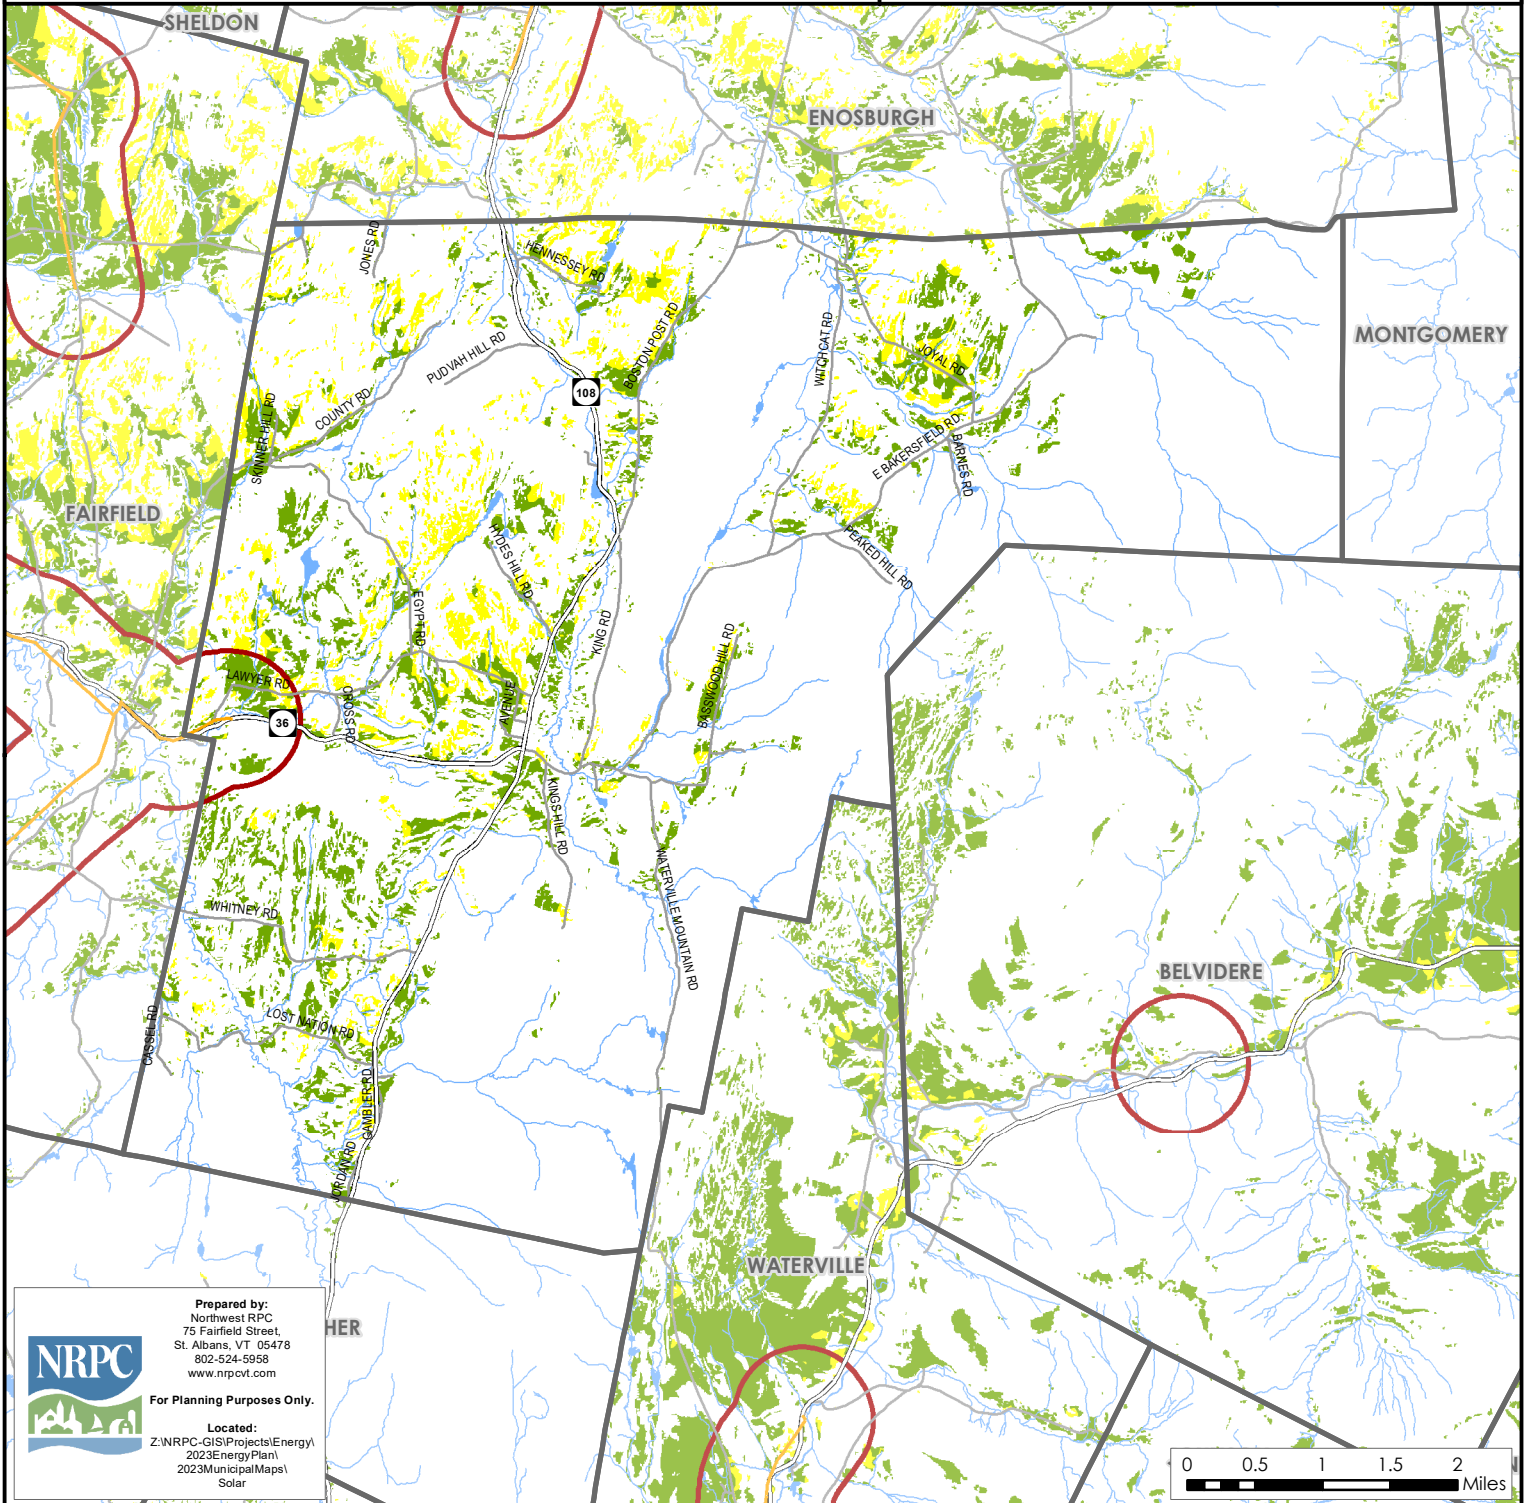 SHELDON
ENOSBURGH
JONES RD
HENNESSEY RD
BOSTON POST RD
WITCHCAT RD
MONTGOMERY
PUDVAH HILL RD
JOYAL RD
108
COUNTY RD
SKINNER HILL RD
E BAKERSFIELD RD
BARNES RD
FAIRFIELD
HYDES HILL RD
PEAKED HILL RD
EGYPT RD
KING RD
BASSWOOD HILL RD
LAWYER RD
CROSS RD
AVENUE
36
KINGS HILL RD
WATERVILLE MOUNTAIN RD
WHITNEY RD
BELVIDERE
CASSEL RD
LOST NATION RD
GAMBLER RD
JORDAN RD
WATERVILLE
HER
Prepared by:
Northwest RPC
75 Fairfield Street,
St. Albans, VT 05478
802-524-5958
www.nrpcvt.com
NRPC
For Planning Purposes Only.
Located:
Z:\NRPC-GIS\Projects\Energy\
2023EnergyPlan\
2023MunicipalMaps\
Solar
0 0.5 1 1.5 2
Miles